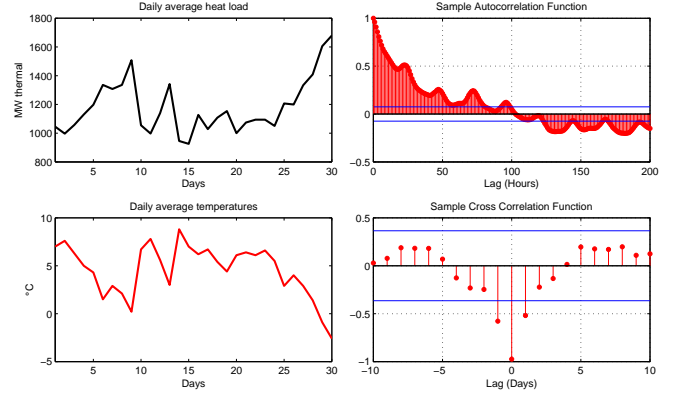 Daily average heat load
1800
1600
1400
1200
1000
800
MW thermal
5 10 15 20 25 30
Days
Sample Autocorrelation Function
1
0.5
0
−0.5
0 50 100 150 200
Lag (Hours)
Daily average temperatures
10
5
0
−5
°C
5 10 15 20 25 30
Days
Sample Cross Correlation Function
0.5
0
−0.5
−1
−10 −5 0 5 10
Lag (Days)